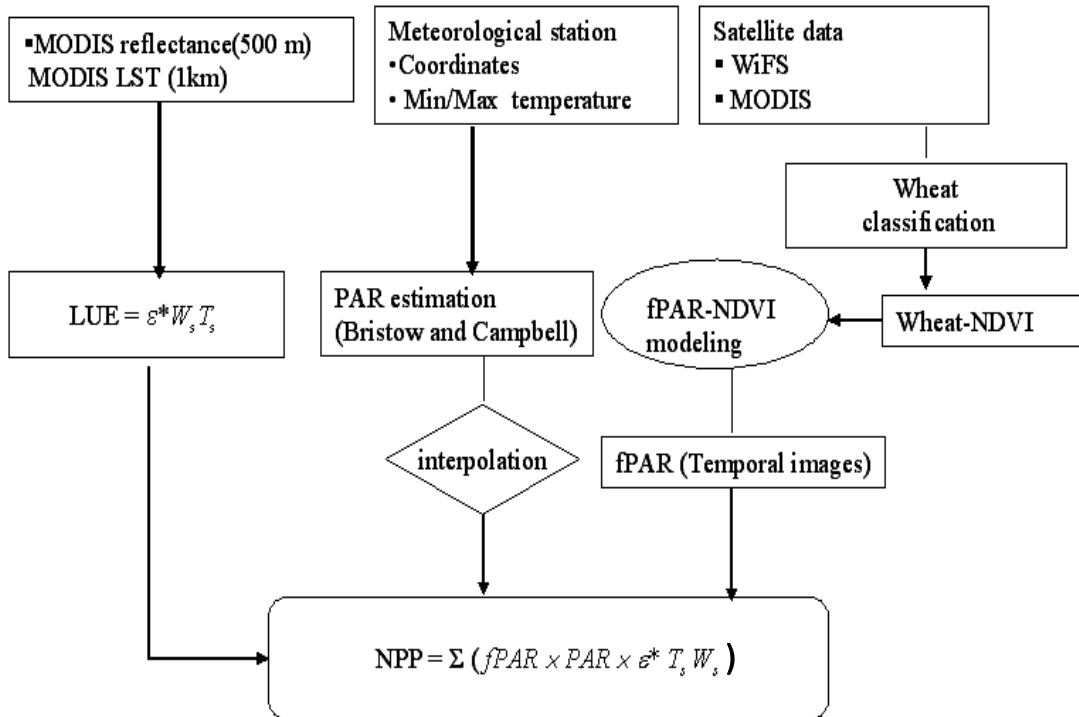 ▪MODIS reflectance(500 m)
MODIS LST (1km)
Meteorological station
•Coordinates
• Min/Max temperature
Satellite data
▪ WiFS
▪ MODIS
Wheat
classification
LUE = ε*WₛTₛ
PAR estimation
(Bristow and Campbell)
fPAR-NDVI
modeling
Wheat-NDVI
interpolation
fPAR (Temporal images)
NPP = Σ (fPAR × PAR × ε* Tₛ Wₛ)